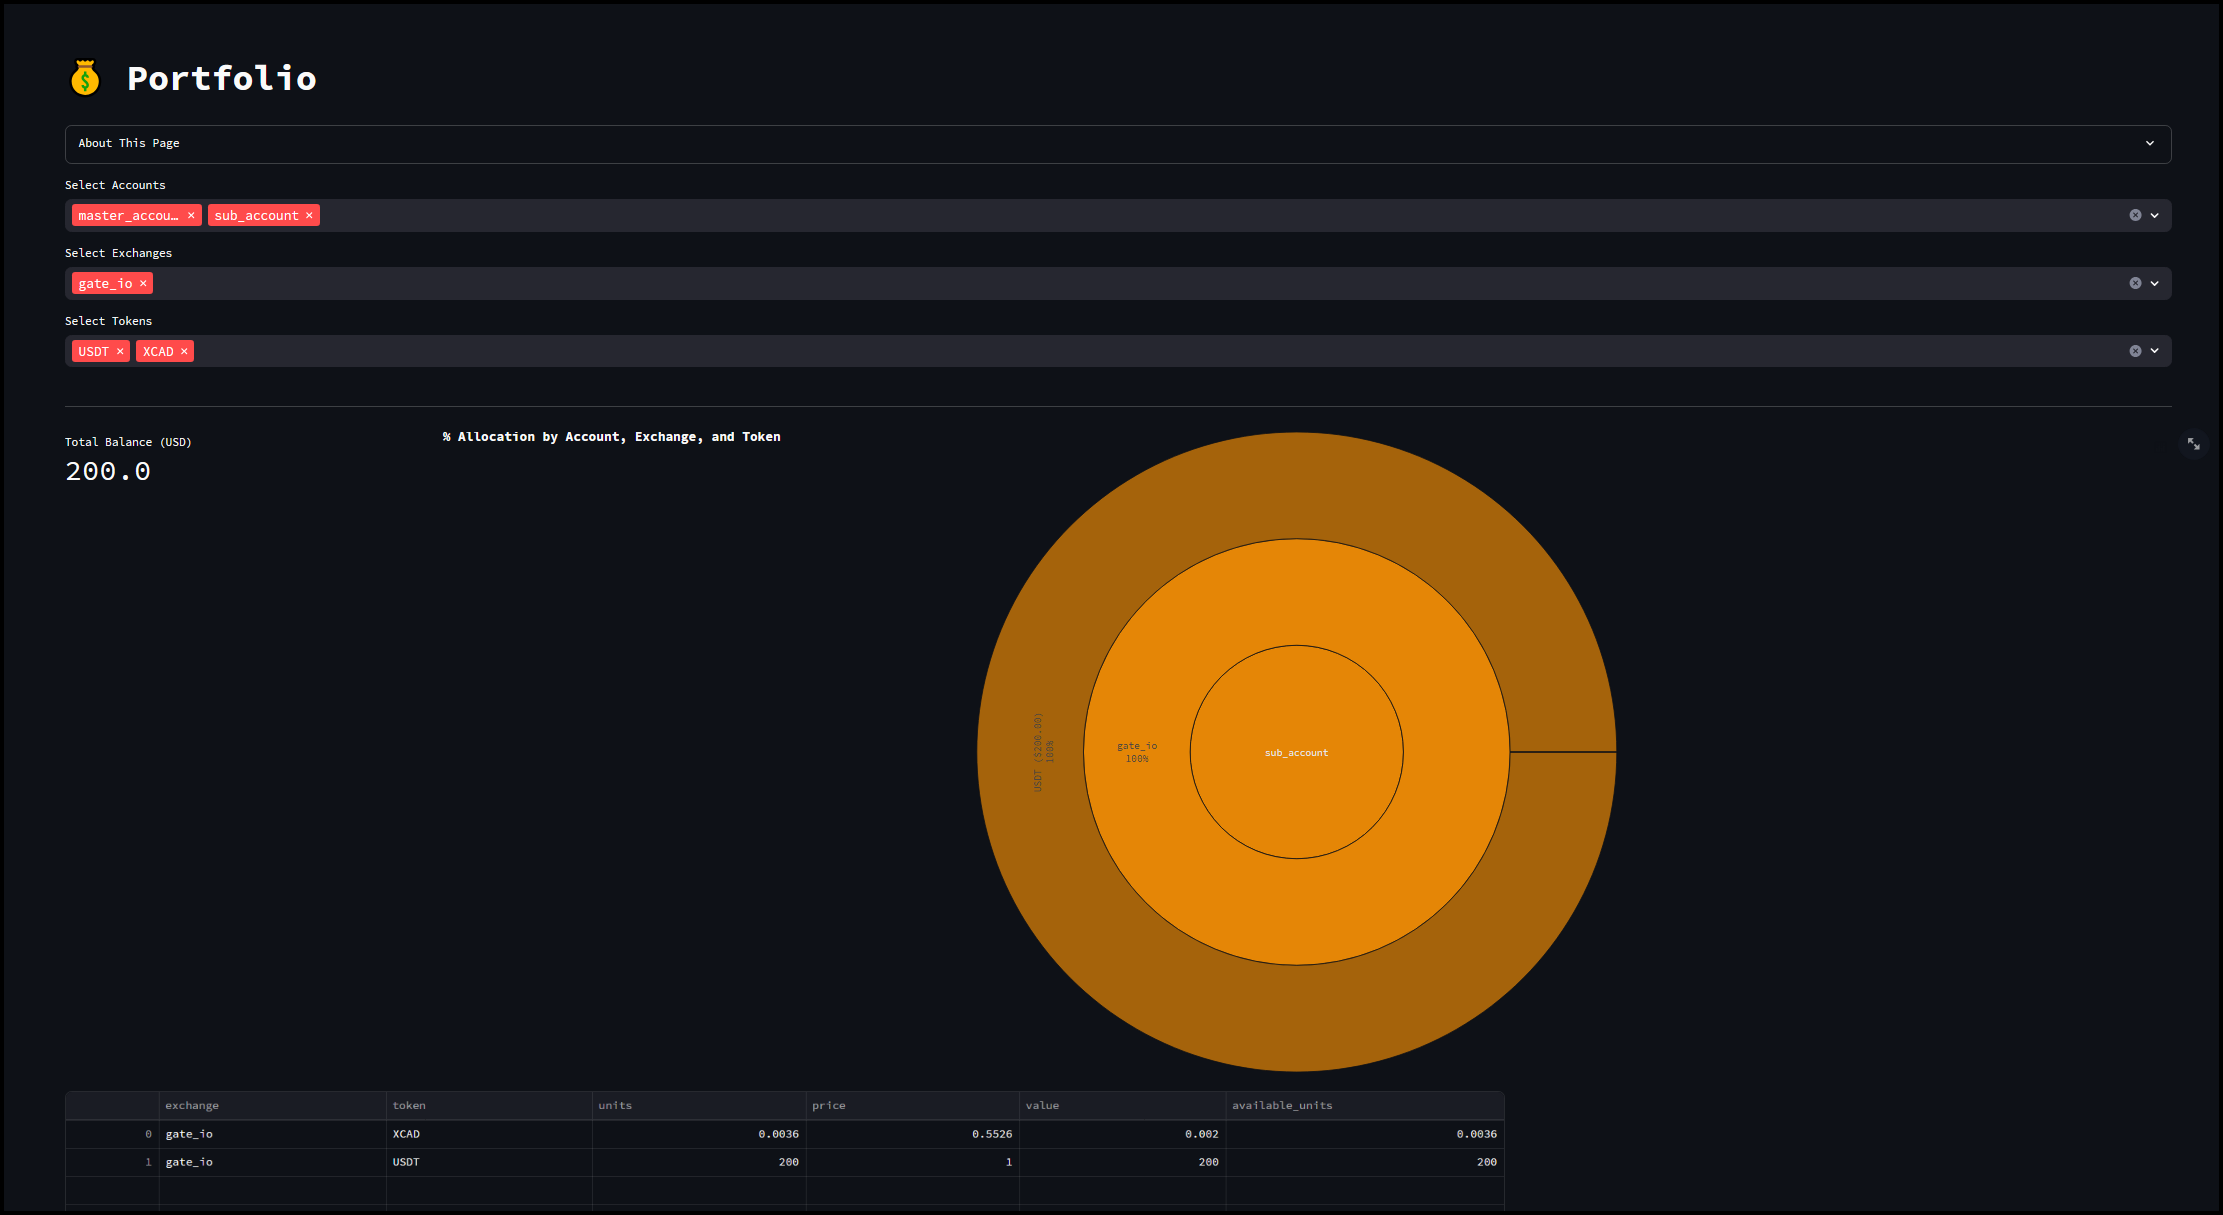 Portfolio
About This Page
Select Accounts
master_accou… × sub_account ×
Select Exchanges
gate_io ×
Select Tokens
USDT × XCAD ×
Total Balance (USD)
200.0
% Allocation by Account, Exchange, and Token
USDT ($200.00)
100%
gate_io
100%
sub_account
exchange token units price value available_units
0 gate_io XCAD 0.0036 0.5526 0.002 0.0036
1 gate_io USDT 200 1 200 200